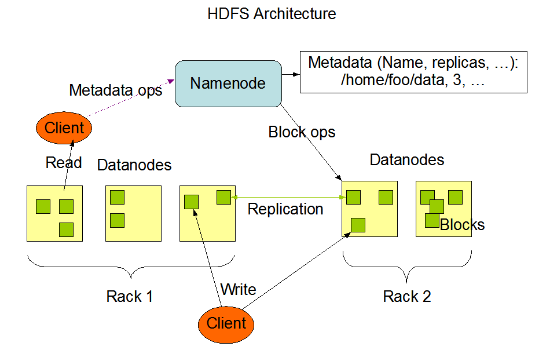 HDFS Architecture
Metadata (Name, replicas, ...):
/home/foo/data, 3, ...
Namenode
Metadata ops
Client
Block ops
Read
Datanodes
Datanodes
Replication
Blocks
Write
Rack 1
Rack 2
Client